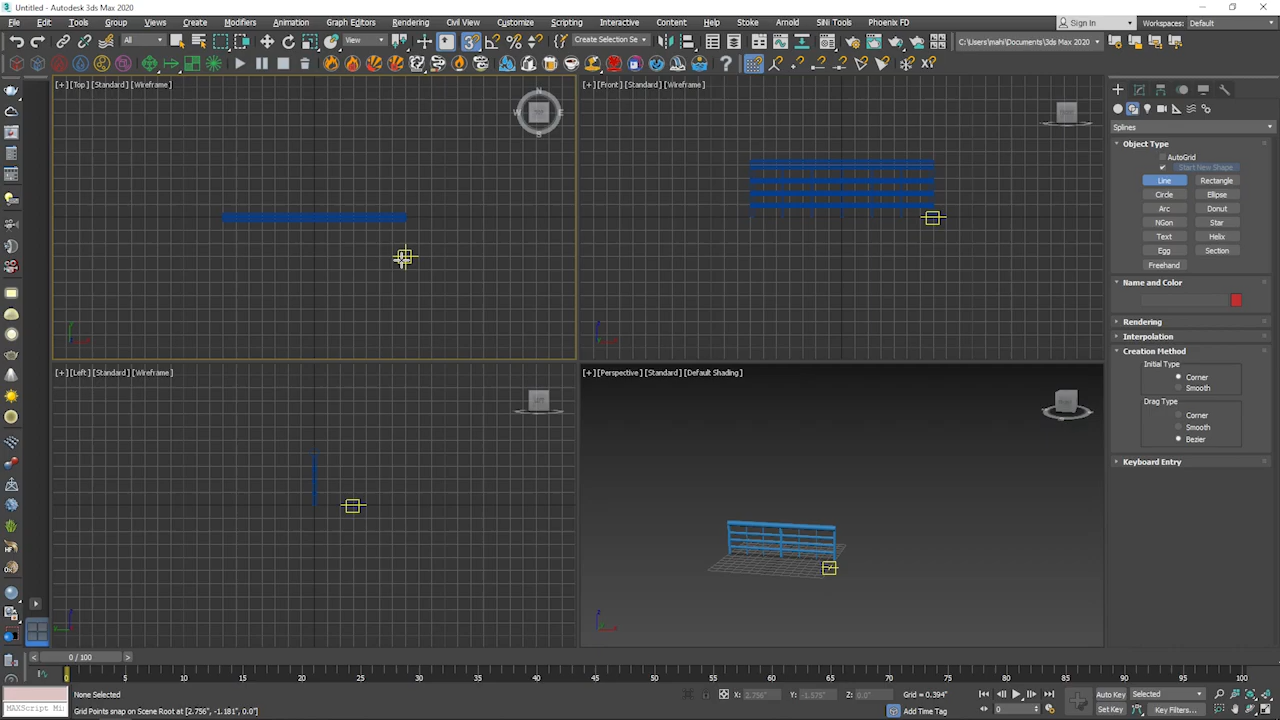 Untitled - Autodesk 3ds Max 2020
File Edit Tools Group Views Create Modifiers Animation Graph Editors Rendering Civil View Customize Scripting Interactive Content Help Stoke Arnold SiNi Tools Phoenix FD
Sign In Workspaces: Default
All View Create Selection Se C:\Users\mahi\Documents\3ds Max 2020
[+] [Top] [Standard] [Wireframe]
[+] [Front] [Standard] [Wireframe]
N
W E
S
Splines
Object Type
AutoGrid
Start New Shape
Line Rectangle
Circle Ellipse
Arc Donut
NGon Star
Text Helix
Egg Section
Freehand
Name and Color
Rendering
Interpolation
Creation Method
Initial Type
Corner
Smooth
Drag Type
Corner
Smooth
Bezier
Keyboard Entry
[+] [Left] [Standard] [Wireframe]
[+] [Perspective] [Standard] [Default Shading]
0 / 100
0 5 10 15 20 25 30 35 40 45 50 55 60 65 70 75 80 85 90 95 100
None Selected
X: 2.756" Y: -1.575" Z: 0.0" Grid = 0.394"
Auto Key Selected
MAXScript Mi
Grid Points snap on Scene Root at [2.756", -1.181", 0.0"]
Add Time Tag
0
Set Key Key Filters...